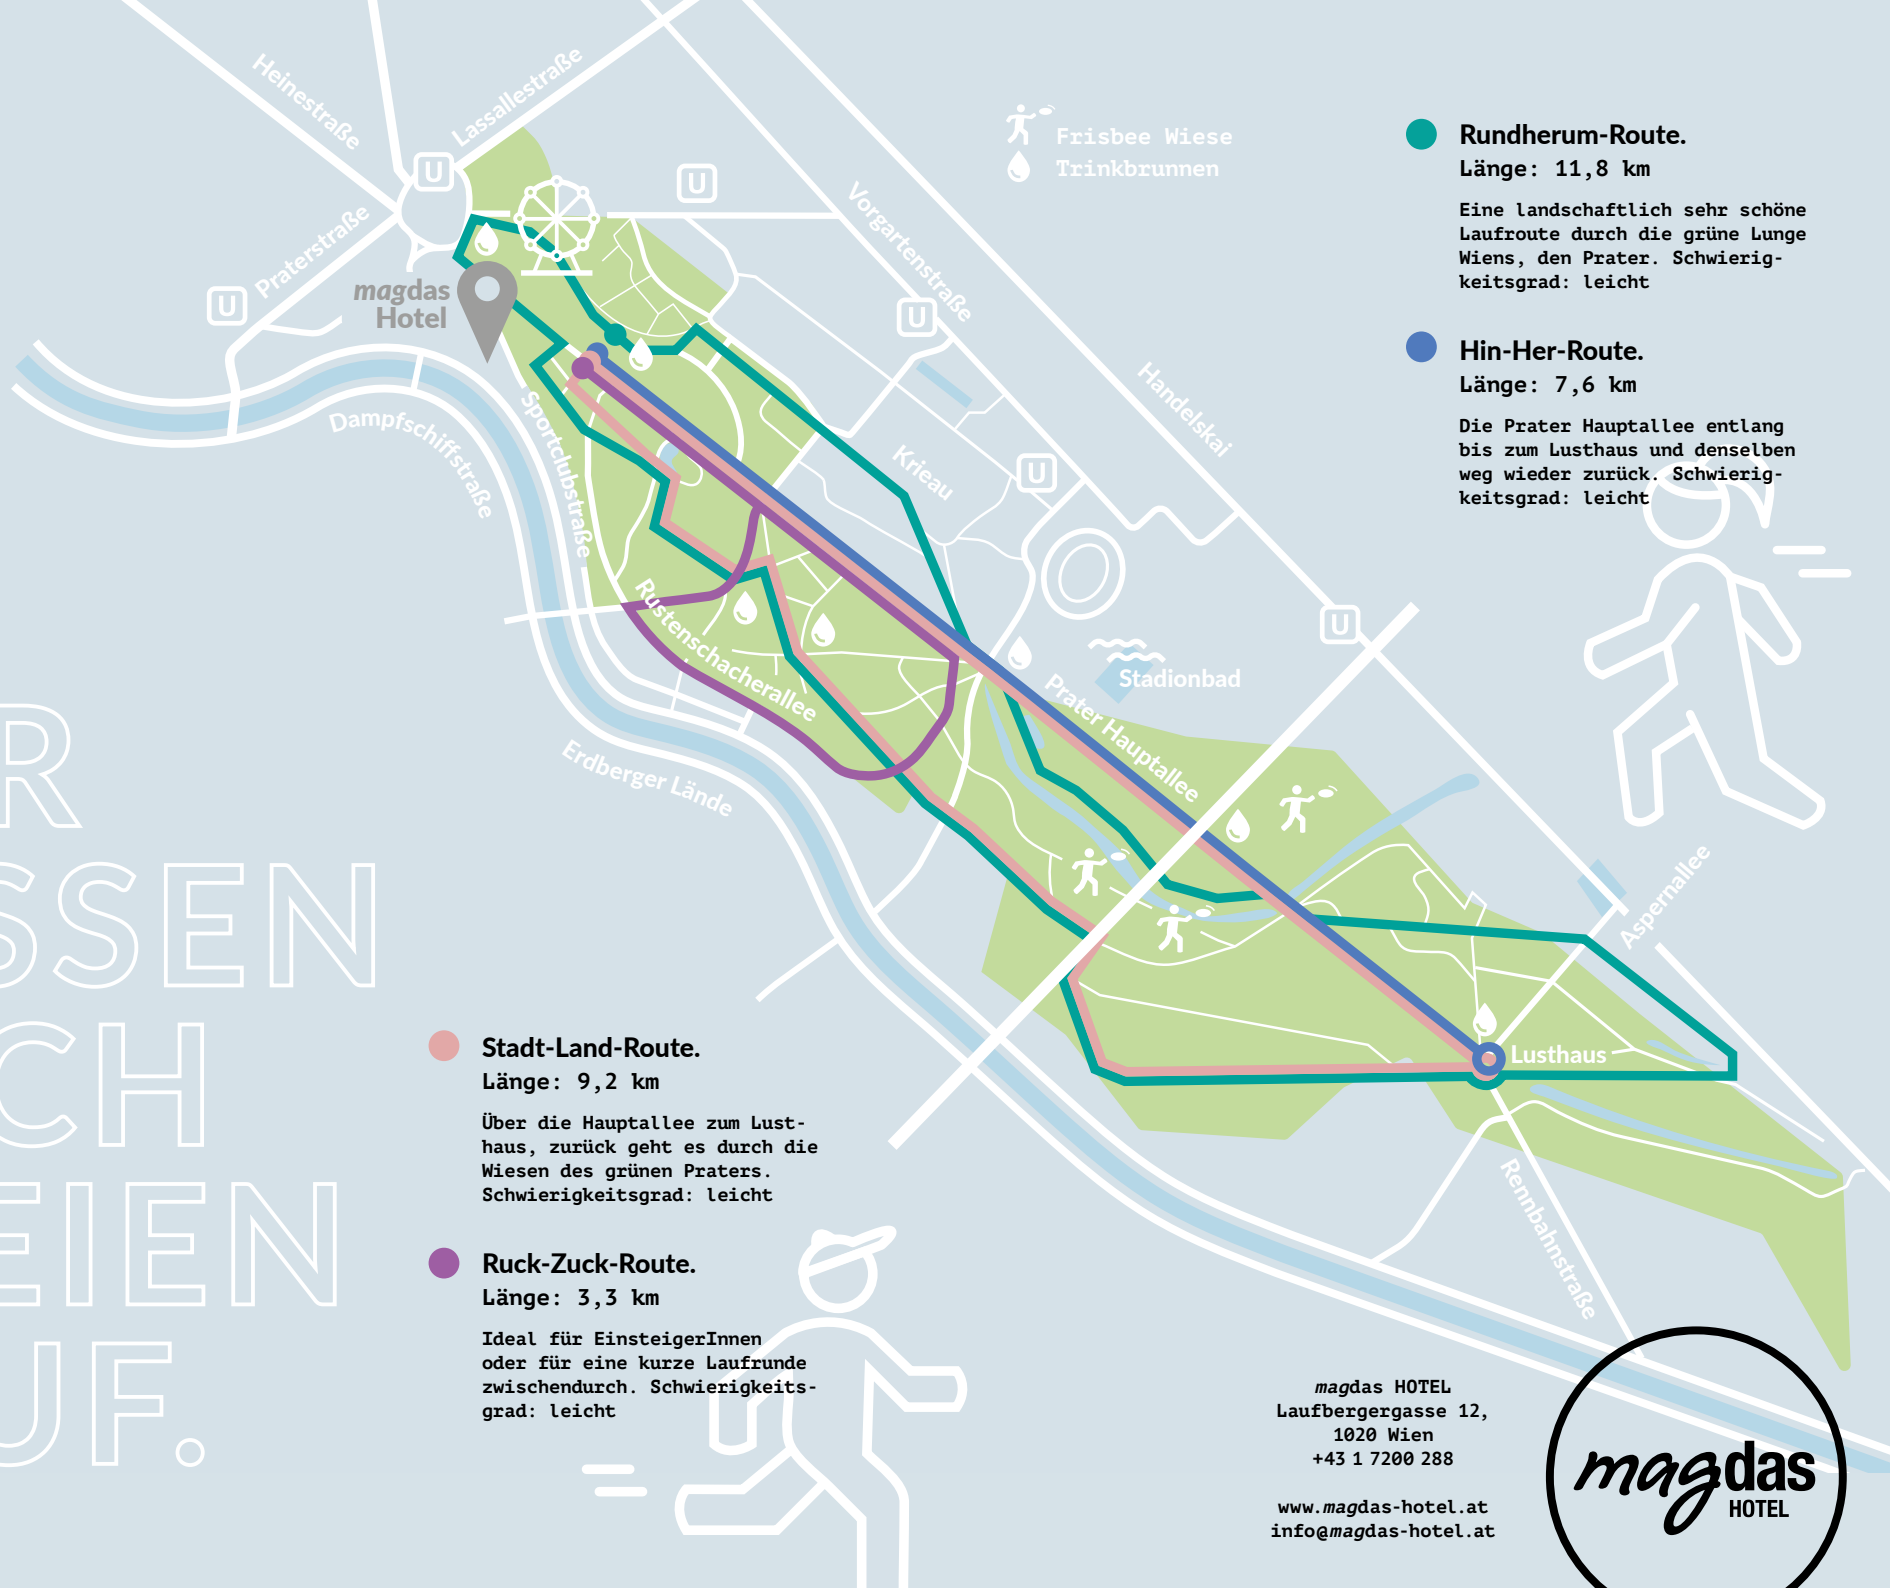 Heinestraße
Lassallestraße
U
U
Praterstraße
U
magdas
Hotel
Dampfschiffstraße
Sportclubstraße
Vorgartenstraße
U
Handelskai
Krieau
U
U
Frisbee Wiese
Trinkbrunnen
Rundherum-Route.
Länge: 11,8 km
Eine landschaftlich sehr schöne
Laufroute durch die grüne Lunge
Wiens, den Prater. Schwierig-
keitsgrad: leicht
Hin-Her-Route.
Länge: 7,6 km
Die Prater Hauptallee entlang
bis zum Lusthaus und denselben
weg wieder zurück. Schwierig-
keitsgrad: leicht
Rustenschacherallee
Stadionbad
Prater Hauptallee
Erdberger Lände
Aspernallee
Lusthaus
Rennbahnstraße
R
SSEN
CH
EIEN
UF.
Stadt-Land-Route.
Länge: 9,2 km
Über die Hauptallee zum Lust-
haus, zurück geht es durch die
Wiesen des grünen Praters.
Schwierigkeitsgrad: leicht
Ruck-Zuck-Route.
Länge: 3,3 km
Ideal für EinsteigerInnen
oder für eine kurze Laufrunde
zwischendurch. Schwierigkeits-
grad: leicht
magdas HOTEL
Laufbergergasse 12,
1020 Wien
+43 1 7200 288
www.magdas-hotel.at
info@magdas-hotel.at
magdas
HOTEL